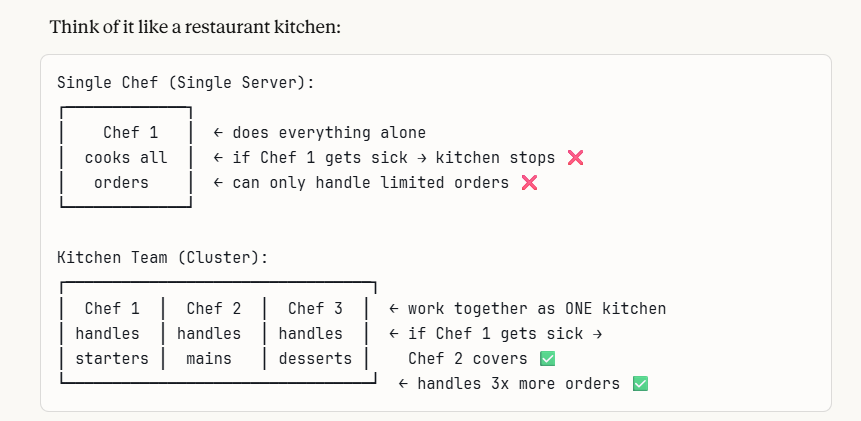 Think of it like a restaurant kitchen:
Single Chef (Single Server):
Chef 1 ← does everything alone
cooks all ← if Chef 1 gets sick → kitchen stops ❌
orders ← can only handle limited orders ❌
Kitchen Team (Cluster):
Chef 1 │ Chef 2 │ Chef 3 │ ← work together as ONE kitchen
handles │ handles │ handles │ ← if Chef 1 gets sick →
starters │ mains │ desserts │ Chef 2 covers ✅
← handles 3x more orders ✅